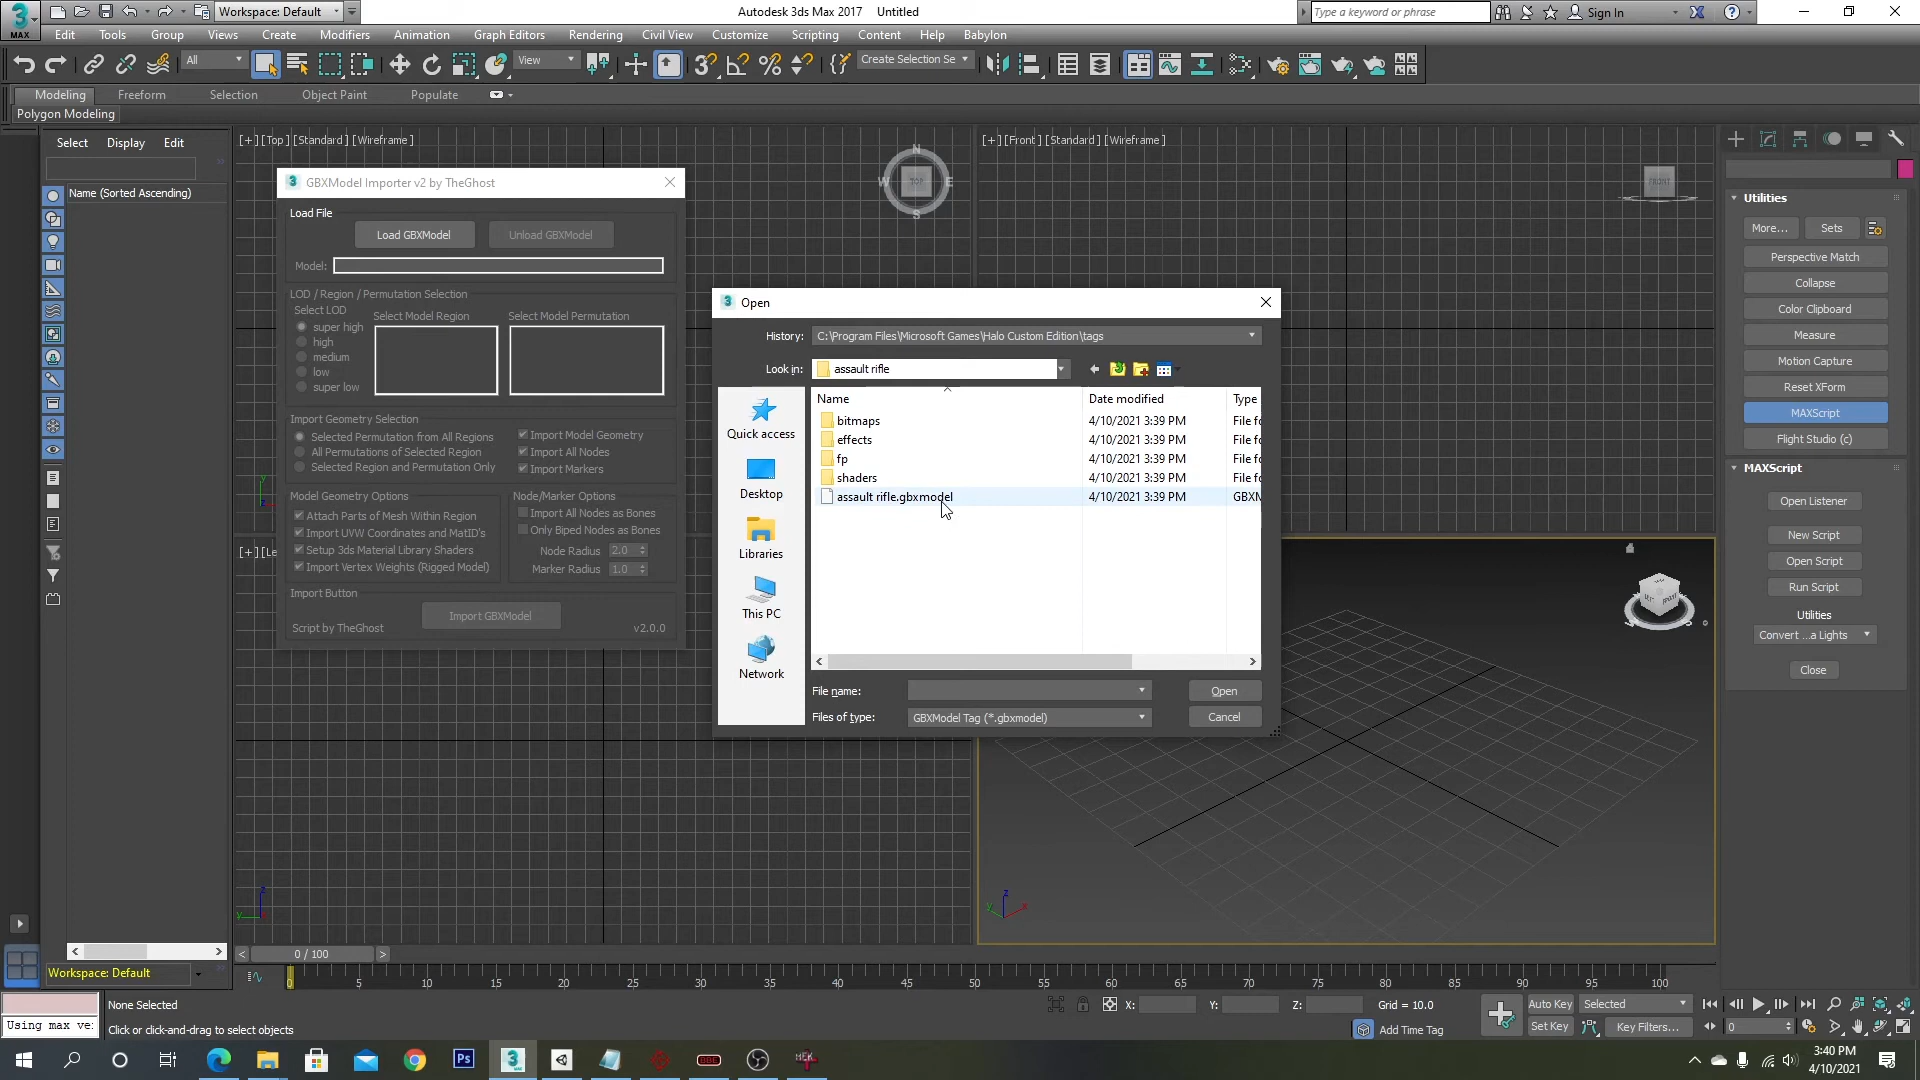 Workspace: Default
Autodesk 3ds Max 2017    Untitled
Type a keyword or phrase
Sign In
MAX
Edit Tools Group Views Create Modifiers Animation Graph Editors Rendering Civil View Customize Scripting Content Help Babylon
All
View
Create Selection Se
Modeling Freeform Selection Object Paint Populate
Polygon Modeling
Select Display Edit
Name (Sorted Ascending)
[+] [Top ] [Standard ] [Wireframe ]
[+] [Front ] [Standard ] [Wireframe ]
N
W TOP E
S
FRONT
GBXModel Importer v2 by TheGhost
Load File
Load GBXModel
Unload GBXModel
Model:
LOD / Region / Permutation Selection
Select LOD
super high
high
medium
low
super low
Select Model Region
Select Model Permutation
Import Geometry Selection
Selected Permutation from All Regions
All Permutations of Selected Region
Selected Region and Permutation Only
Import Model Geometry
Import All Nodes
Import Markers
Model Geometry Options
Attach Parts of Mesh Within Region
Import UVW Coordinates and MatID's
Setup 3ds Material Library Shaders
Import Vertex Weights (Rigged Model)
Node/Marker Options
Import All Nodes as Bones
Only Biped Nodes as Bones
Node Radius 2.0
Marker Radius 1.0
Import Button
Import GBXModel
Script by TheGhost
v2.0.0
[+] [Le
Open
History: C:\Program Files\Microsoft Games\Halo Custom Edition\tags
Look in: assault rifle
Quick access
Desktop
Libraries
This PC
Network
Name Date modified Type
bitmaps 4/10/2021 3:39 PM File fo
effects 4/10/2021 3:39 PM File fo
fp 4/10/2021 3:39 PM File fo
shaders 4/10/2021 3:39 PM File fo
assault rifle.gbxmodel 4/10/2021 3:39 PM GBXM
File name:
Open
Files of type: GBXModel Tag (*.gbxmodel)
Cancel
Utilities
More... Sets
Perspective Match
Collapse
Color Clipboard
Measure
Motion Capture
Reset XForm
MAXScript
Flight Studio (c)
MAXScript
Open Listener
New Script
Open Script
Run Script
Utilities
Convert ...a Lights
Close
z
y
z
y x
0 / 100
Workspace: Default
0 5 10 15 20 25 30 35 40 45 50 55 60 65 70 75 80 85 90 95 100
None Selected
X: Y: Z: Grid = 10.0
Auto Key Selected
Using max ve:
Click or click-and-drag to select objects
Add Time Tag
Set Key Key Filters...
0
Ps
3
BBC
MEK
3:40 PM
4/10/2021